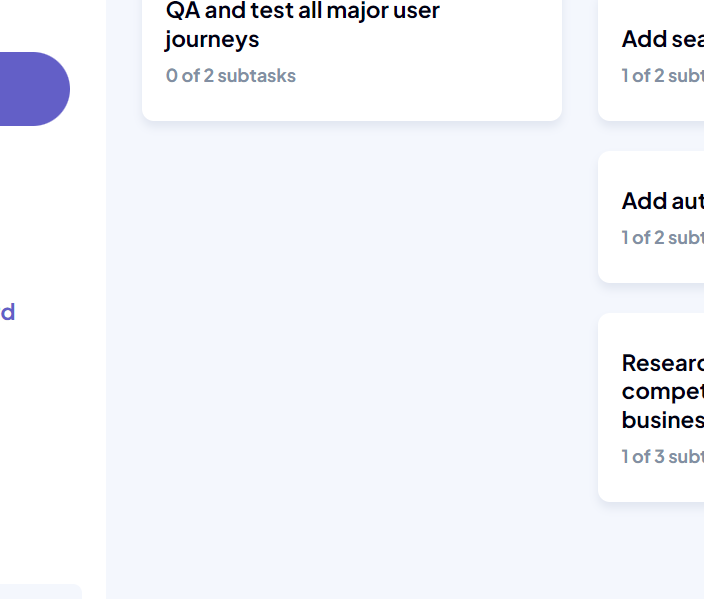 QA and test all major user
journeys
0 of 2 subtasks
d
Add sea
1 of 2 subt
Add aut
1 of 2 subt
Researc
compet
busines
1 of 3 subt